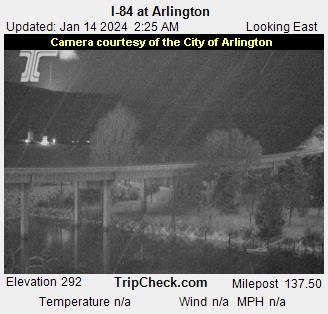 I-84 at Arlington
Updated: Jan 14 2024 2:25 AM Looking East
Camera courtesy of the City of Arlington
Elevation 292 TripCheck.com Milepost 137.50
Temperature n/a Wind n/a MPH n/a